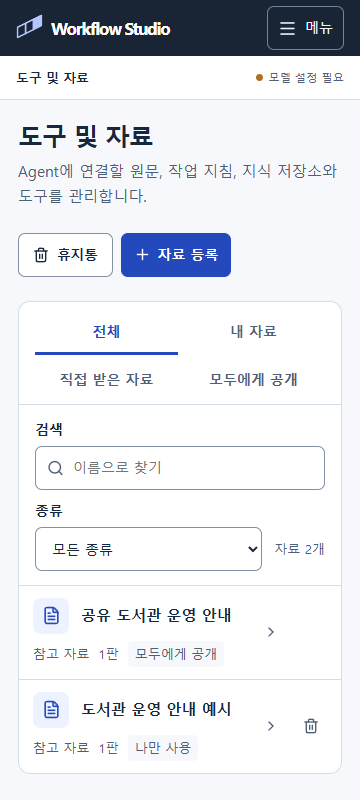 Workflow Studio
메뉴
도구 및 자료
모델 설정 필요
도구 및 자료
Agent에 연결할 원문, 작업 지침, 지식 저장소와
도구를 관리합니다.
휴지통
자료 등록
전체
내 자료
직접 받은 자료
모두에게 공개
검색
이름으로 찾기
종류
모든 종류
자료 2개
공유 도서관 운영 안내
참고 자료 1판 모두에게 공개
도서관 운영 안내 예시
참고 자료 1판 나만 사용